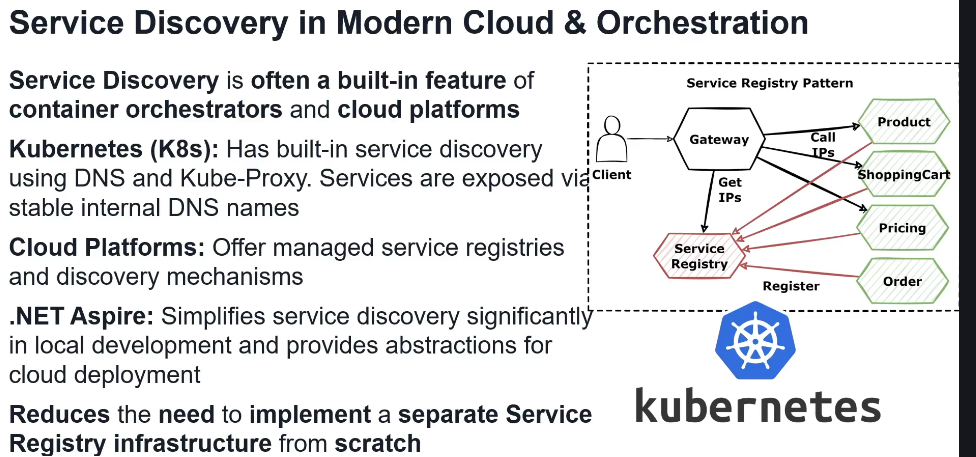 Service Discovery in Modern Cloud & Orchestration
Service Discovery is often a built-in feature of
container orchestrators and cloud platforms
Kubernetes (K8s): Has built-in service discovery
using DNS and Kube-Proxy. Services are exposed via
stable internal DNS names
Cloud Platforms: Offer managed service registries
and discovery mechanisms
.NET Aspire: Simplifies service discovery significantly
in local development and provides abstractions for
cloud deployment
Reduces the need to implement a separate Service
Registry infrastructure from scratch
Service Registry Pattern
Client
Gateway
Call
IPs
Get
IPs
Product
ShoppingCart
Pricing
Order
Service
Registry
Register
kubernetes